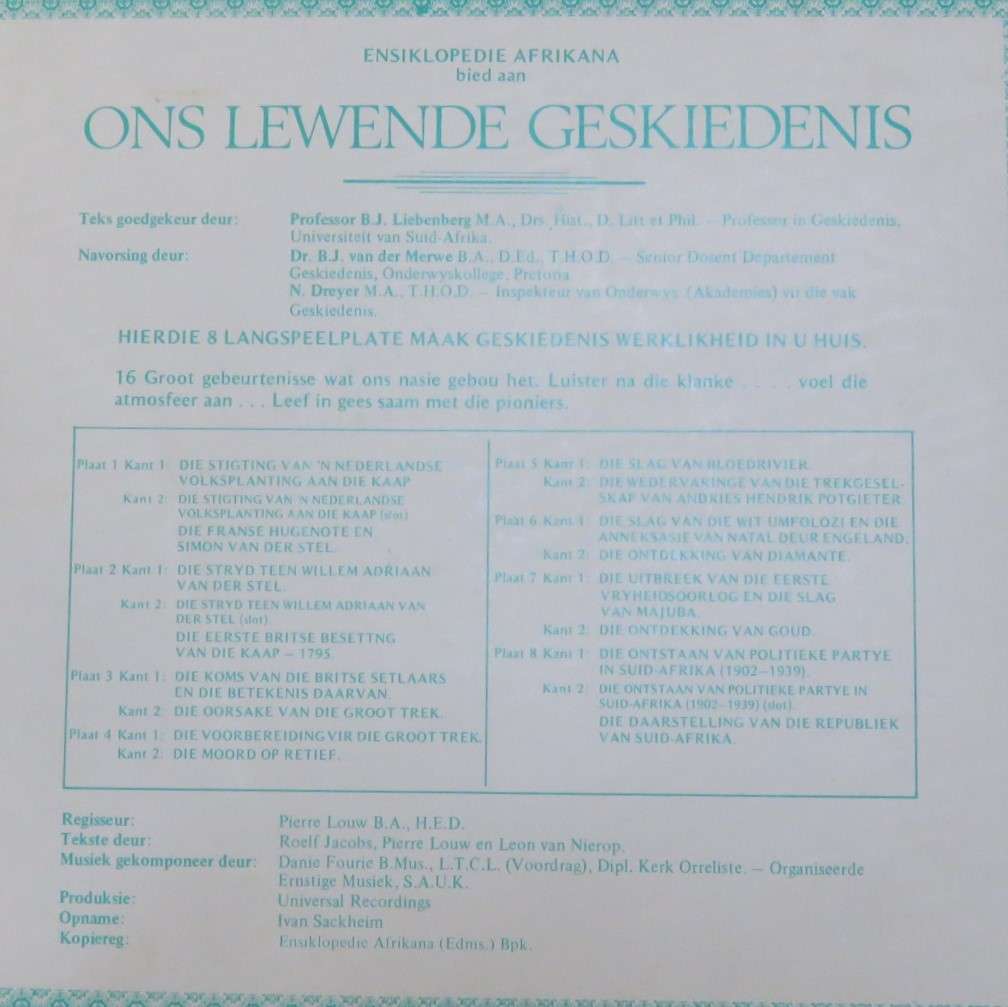 ENSIKLOPEDIE AFRIKANA
bied aan
ONS LEWENDE GESKIEDENIS
Teks goedgekeur deur: Professor B.J. Liebenberg M.A., Drs. Hist., D. Litt et Phil. — Professor in Geskiedenis,
Universiteit van Suid-Afrika.
Navorsing deur: Dr. B.J. van der Merwe B.A., D.Ed., T.H.O.D. — Senior Dosent Departement
Geskiedenis, Onderwyskollege, Pretoria.
N. Dreyer M.A., T.H.O.D. — Inspekteur van Onderwys (Akademies) vir die vak
Geskiedenis.
HIERDIE 8 LANGSPEELPLATE MAAK GESKIEDENIS WERKLIKHEID IN U HUIS.
16 Groot gebeurtenisse wat ons nasie gebou het. Luister na die klanke . . . . voel die
atmosfeer aan . . . Leef in gees saam met die pioniers.
Plaat 1 Kant 1: DIE STIGTING VAN 'N NEDERLANDSE
VOLKSPLANTING AAN DIE KAAP
Kant 2: DIE STIGTING VAN 'N NEDERLANDSE
VOLKSPLANTING AAN DIE KAAP (slot)
DIE FRANSE HUGENOTE EN
SIMON VAN DER STEL.
Plaat 2 Kant 1: DIE STRYD TEEN WILLEM ADRIAAN
VAN DER STEL.
Kant 2: DIE STRYD TEEN WILLEM ADRIAAN VAN
DER STEL (slot)
DIE EERSTE BRITSE BESETTNG
VAN DIE KAAP – 1795.
Plaat 3 Kant 1: DIE KOMS VAN DIE BRITSE SETLAARS
EN DIE BETEKENIS DAARVAN.
Kant 2: DIE OORSAKE VAN DIE GROOT TREK.
Plaat 4 Kant 1: DIE VOORBEREIDING VIR DIE GROOT TREK.
Kant 2: DIE MOORD OP RETIEF.
Plaat 5 Kant 1: DIE SLAG VAN BLOEDRIVIER.
Kant 2: DIE WEDERVARINGE VAN DIE TREKGESEL-
SKAP VAN ANDRIES HENDRIK POTGIETER.
Plaat 6 Kant 1: DIE SLAG VAN DIE WIT UMFOLOZI EN DIE
ANNEKSASIE VAN NATAL DEUR ENGELAND.
Kant 2: DIE ONTDEKKING VAN DIAMANTE.
Plaat 7 Kant 1: DIE UITBREEK VAN DIE EERSTE
VRYHEIDSOORLOG EN DIE SLAG
VAN MAJUBA.
Kant 2: DIE ONTDEKKING VAN GOUD.
Plaat 8 Kant 1: DIE ONTSTAAN VAN POLITIEKE PARTYE
IN SUID-AFRIKA (1902–1939).
Kant 2: DIE ONTSTAAN VAN POLITIEKE PARTYE IN
SUID-AFRIKA (1902–1939) (slot).
DIE DAARSTELLING VAN DIE REPUBLIEK
VAN SUID-AFRIKA.
Regisseur: Pierre Louw B.A., H.E.D.
Tekste deur: Roelf Jacobs, Pierre Louw en Leon van Nierop.
Musiek gekomponeer deur: Danie Fourie B.Mus., L.T.C.L. (Voordrag), Dipl. Kerk Orreliste. — Organiseerde
Ernstige Musiek, S.A.U.K.
Produksie: Universal Recordings
Opname: Ivan Sackheim
Kopiereg: Ensiklopedie Afrikana (Edms.) Bpk.